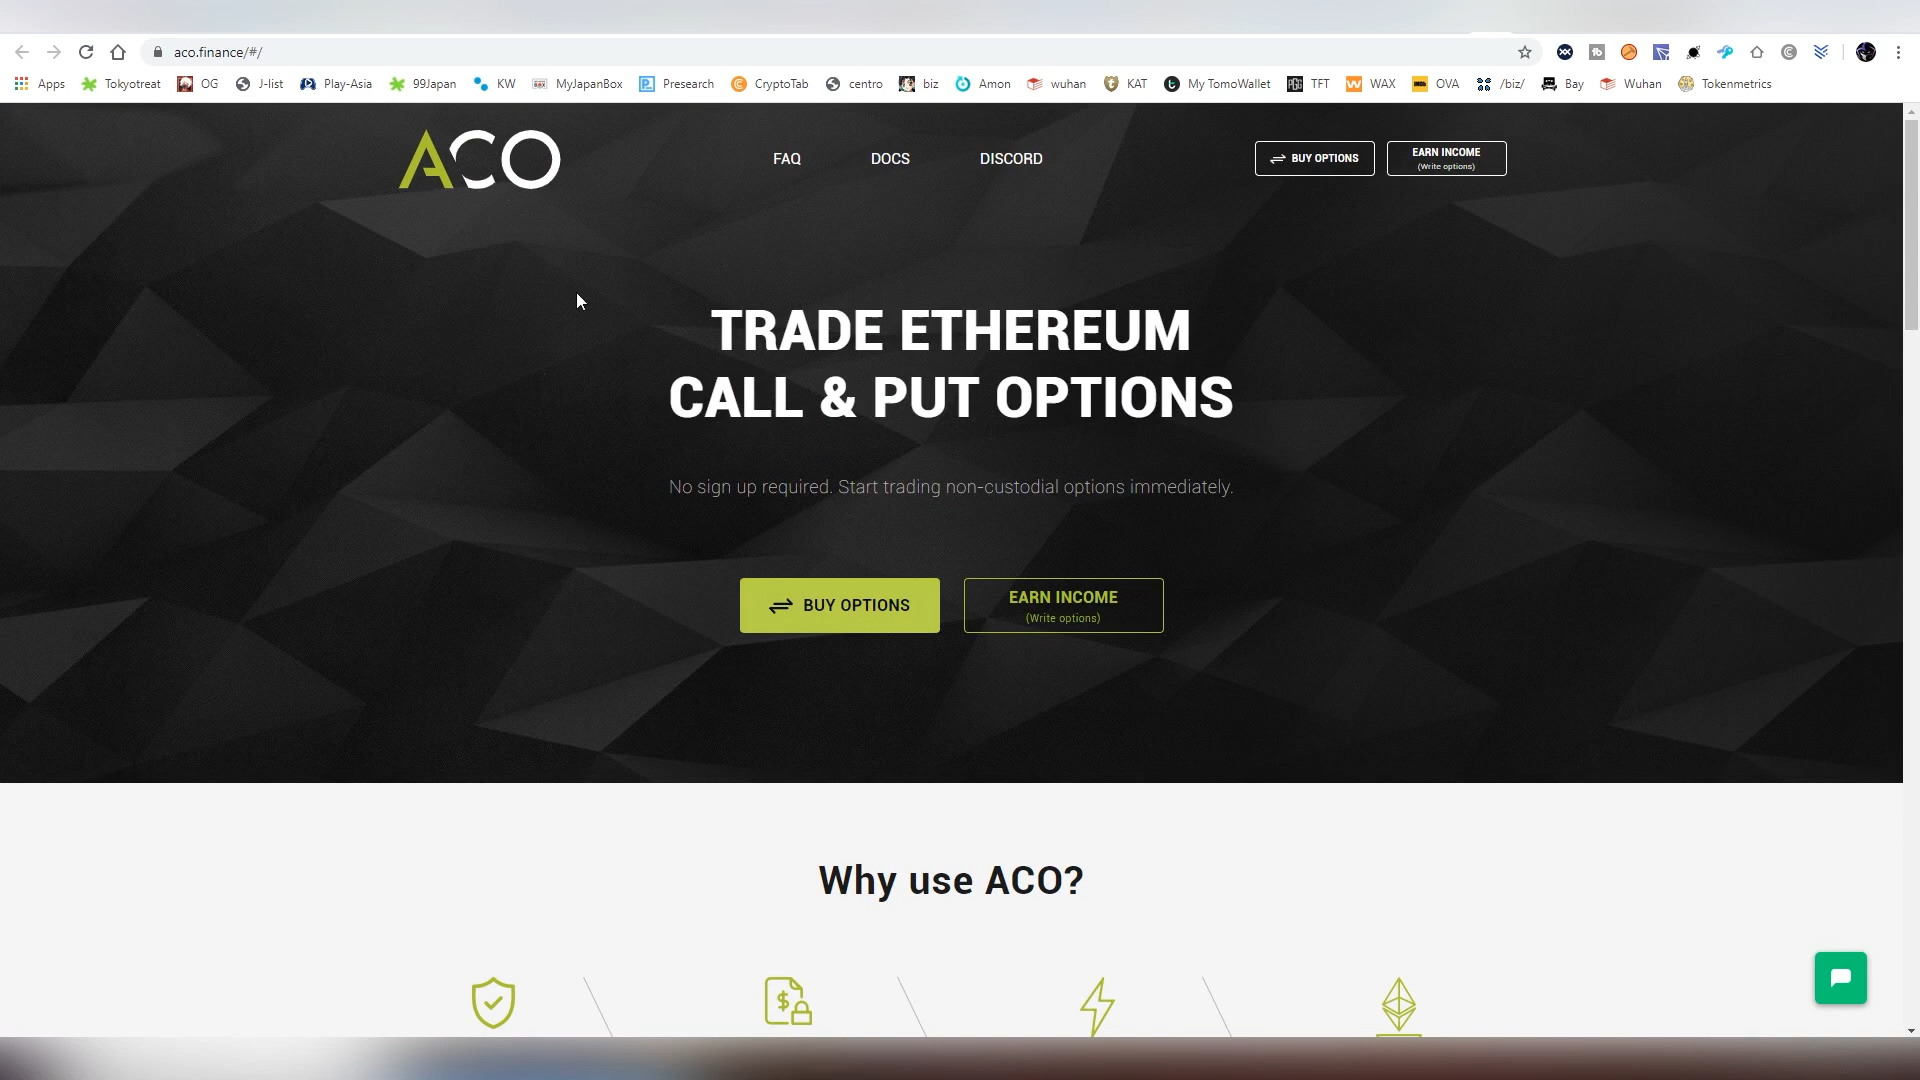 aco.finance/#/
Apps Tokyotreat OG J-list Play-Asia 99Japan KW MyJapanBox Presearch CryptoTab centro biz Amon wuhan KAT My TomoWallet TFT WAX OVA /biz/ Bay Wuhan Tokenmetrics
ACO
FAQ DOCS DISCORD
BUY OPTIONS
EARN INCOME
(Write options)
TRADE ETHEREUM
CALL & PUT OPTIONS
No sign up required. Start trading non-custodial options immediately.
BUY OPTIONS
EARN INCOME
(Write options)
Why use ACO?